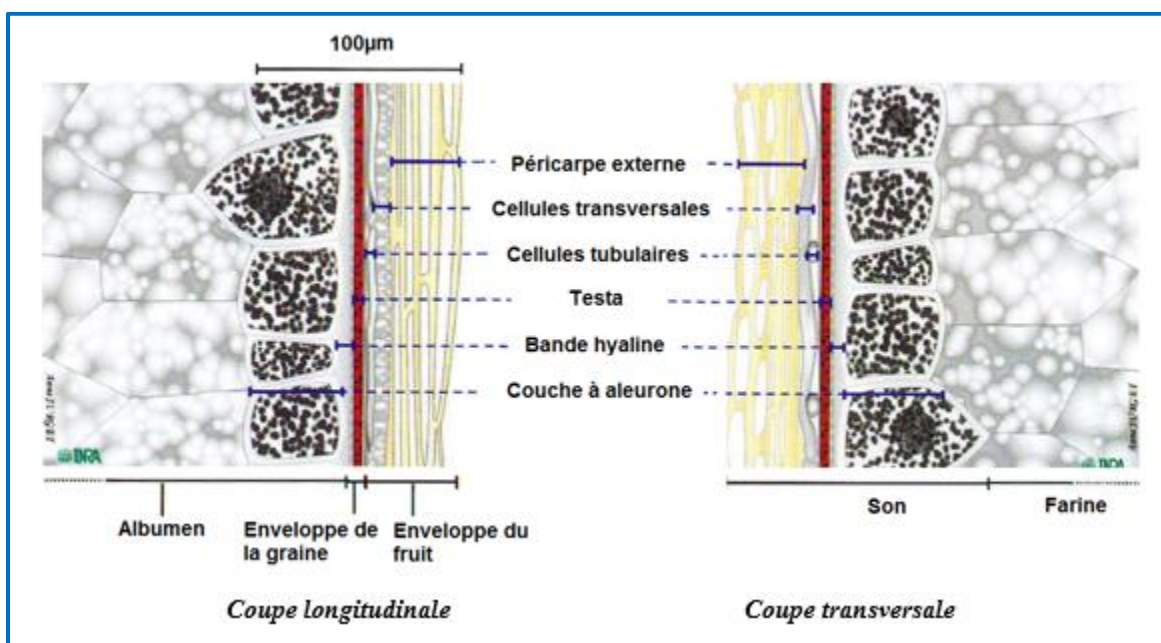 100µm
Péricarpe externe
Cellules transversales
Cellules tubulaires
Testa
Bande hyaline
Couche à aleurone
INRA
INRA
Albumen
Enveloppe de
la graine
Enveloppe du
fruit
Son
Farine
Coupe longitudinale
Coupe transversale